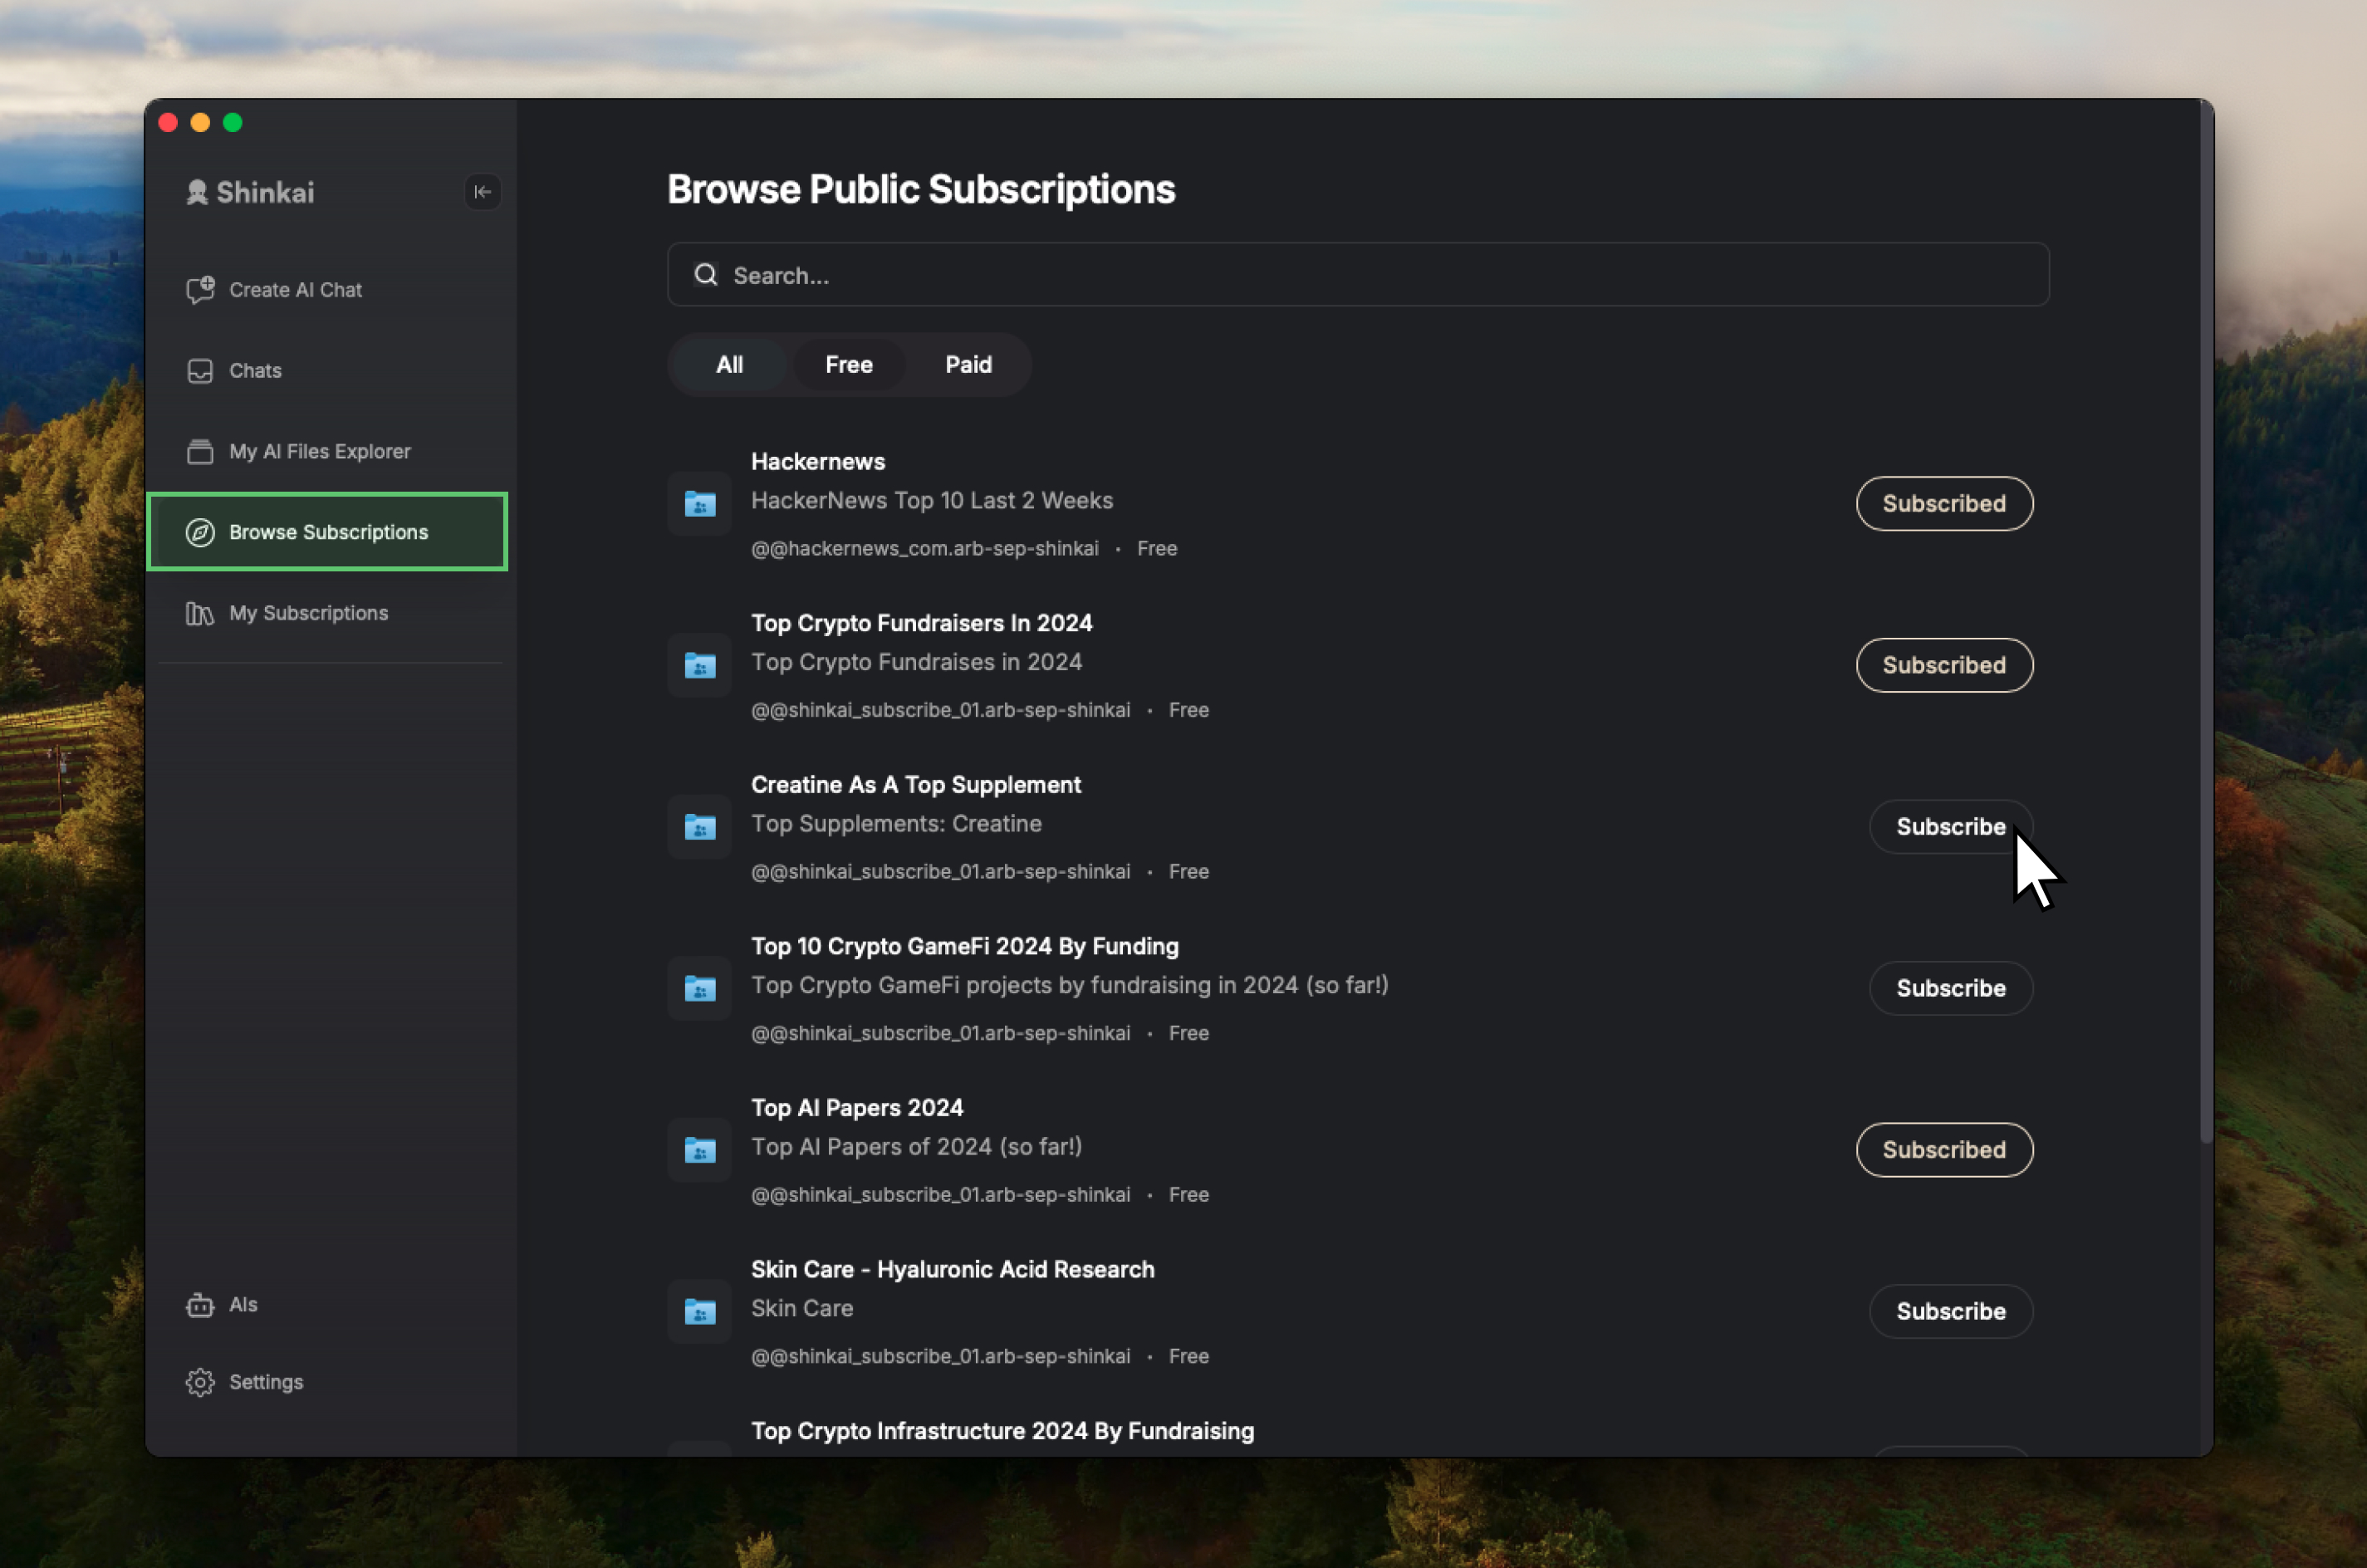 Shinkai
Create AI Chat
Chats
My AI Files Explorer
Browse Subscriptions
My Subscriptions
AIs
Settings
Browse Public Subscriptions
Search...
All Free Paid
Hackernews
HackerNews Top 10 Last 2 Weeks
@@hackernews_com.arb-sep-shinkai • Free
Subscribed
Top Crypto Fundraisers In 2024
Top Crypto Fundraises in 2024
@@shinkai_subscribe_01.arb-sep-shinkai • Free
Subscribed
Creatine As A Top Supplement
Top Supplements: Creatine
@@shinkai_subscribe_01.arb-sep-shinkai • Free
Subscribe
Top 10 Crypto GameFi 2024 By Funding
Top Crypto GameFi projects by fundraising in 2024 (so far!)
@@shinkai_subscribe_01.arb-sep-shinkai • Free
Subscribe
Top AI Papers 2024
Top AI Papers of 2024 (so far!)
@@shinkai_subscribe_01.arb-sep-shinkai • Free
Subscribed
Skin Care - Hyaluronic Acid Research
Skin Care
@@shinkai_subscribe_01.arb-sep-shinkai • Free
Subscribe
Top Crypto Infrastructure 2024 By Fundraising